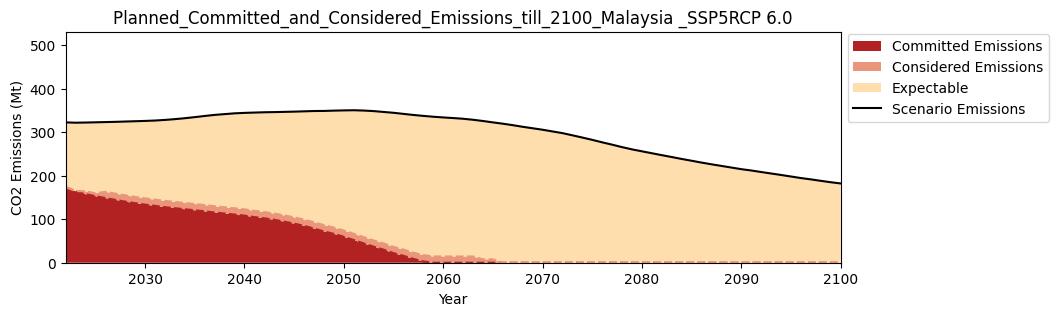 Planned_Committed_and_Considered_Emissions_till_2100_Malaysia _SSP5RCP 6.0
CO2 Emissions (Mt)
500
400
300
200
100
0
2030 2040 2050 2060 2070 2080 2090 2100
Year
Committed Emissions
Considered Emissions
Expectable
Scenario Emissions